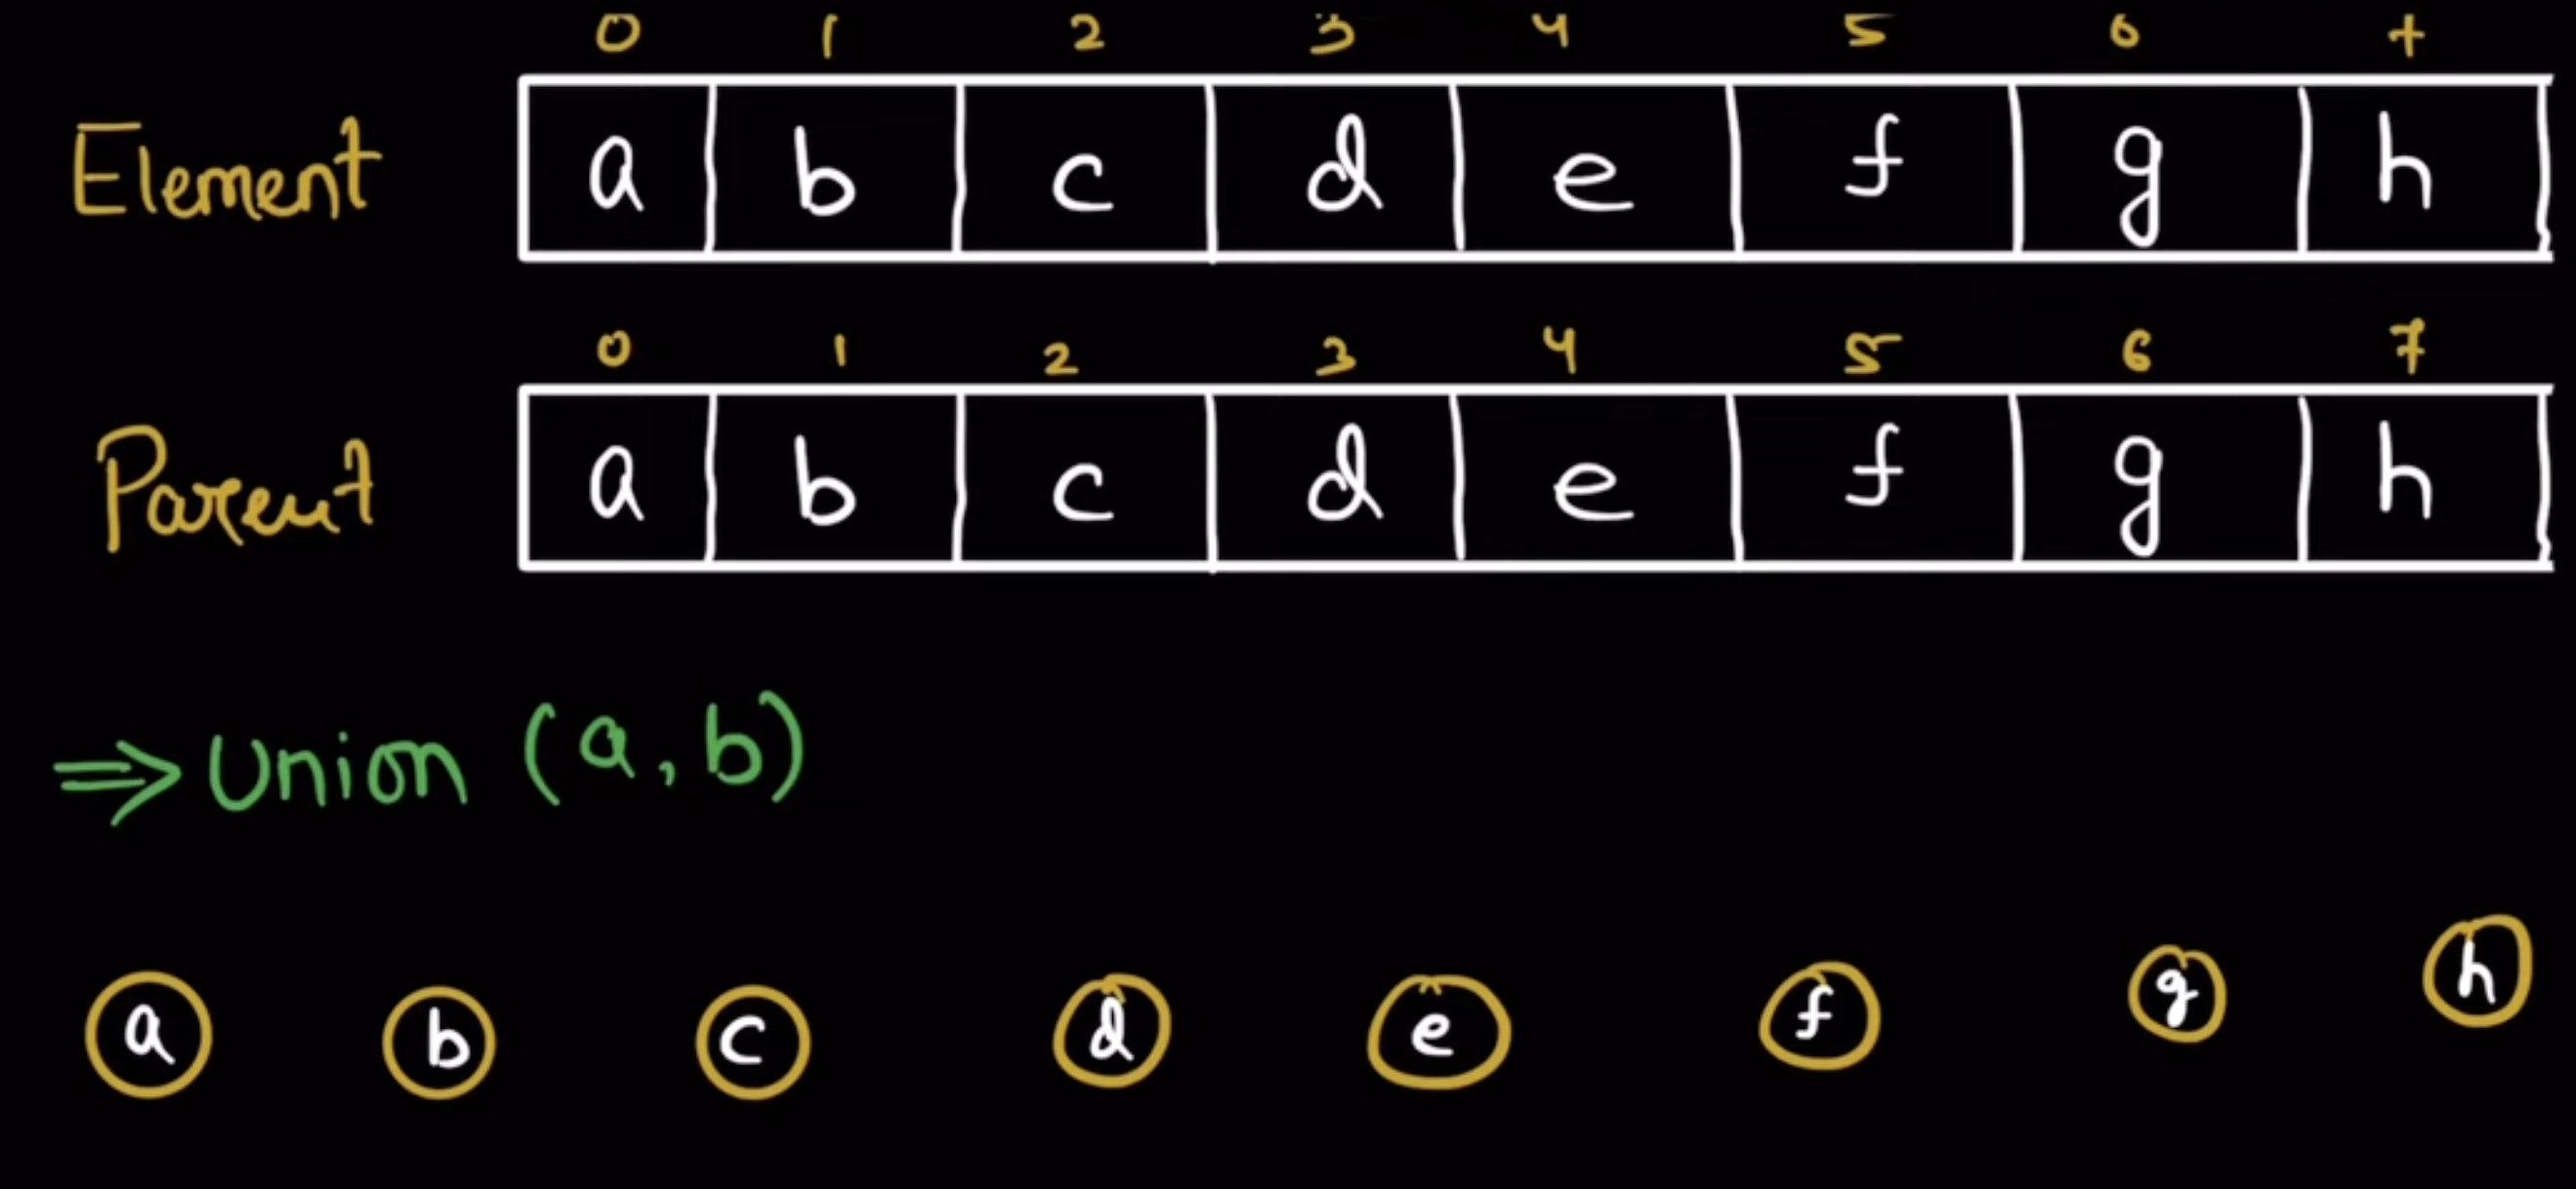 0 1 2 3 4 5 6 7
Element a b c d e f g h
0 1 2 3 4 5 6 7
Parent a b c d e f g h
⇒ Union (a, b)
a b c d e f g h